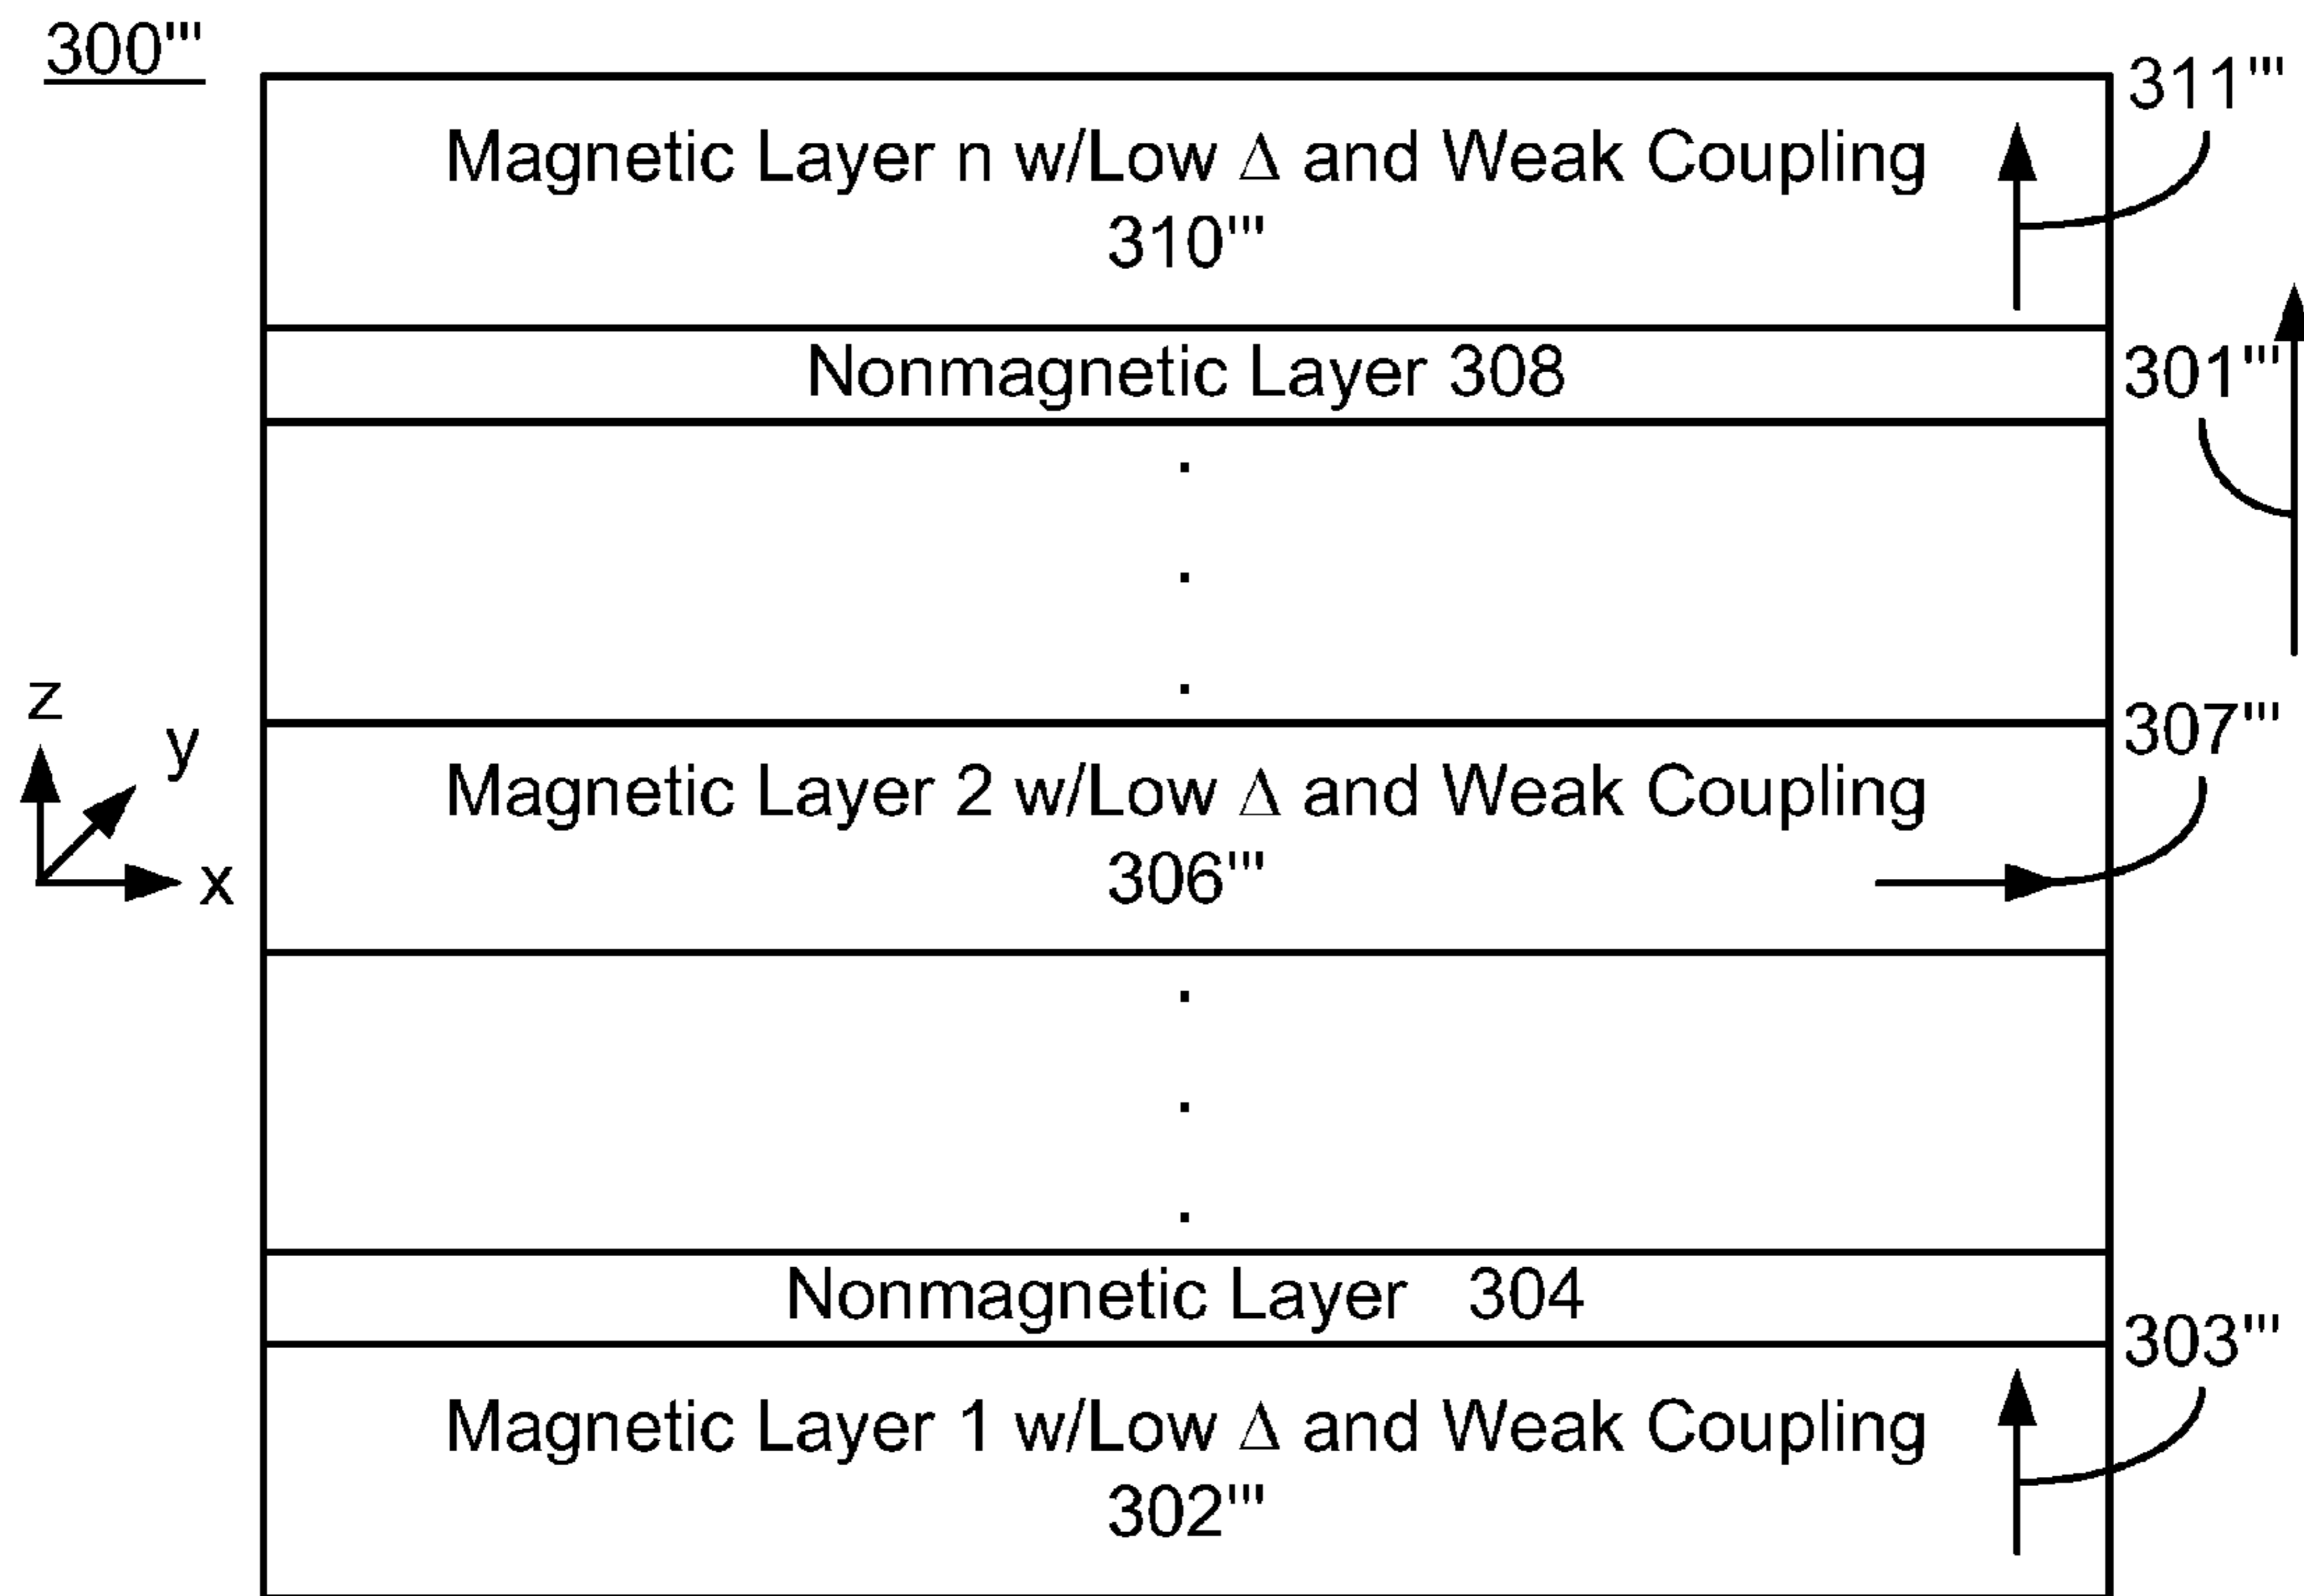 300'''
311'''
Magnetic Layer n w/Low Δ and Weak Coupling
310'''
Nonmagnetic Layer 308
301'''
z
y
x
307'''
Magnetic Layer 2 w/Low Δ and Weak Coupling
306'''
Nonmagnetic Layer 304
303'''
Magnetic Layer 1 w/Low Δ and Weak Coupling
302'''